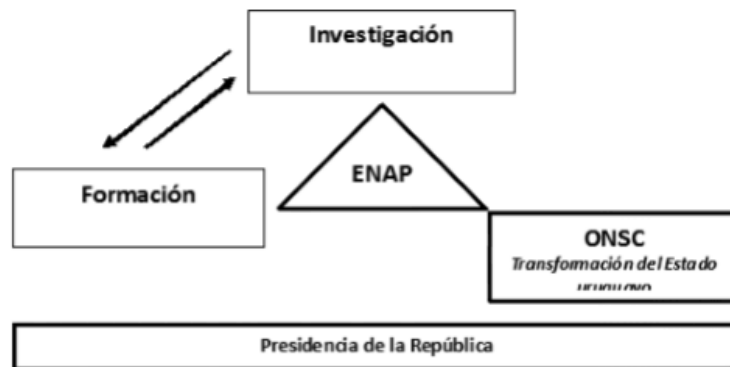 Investigación
Formación
ENAP
ONSC
Transformación del Estado
Presidencia de la República